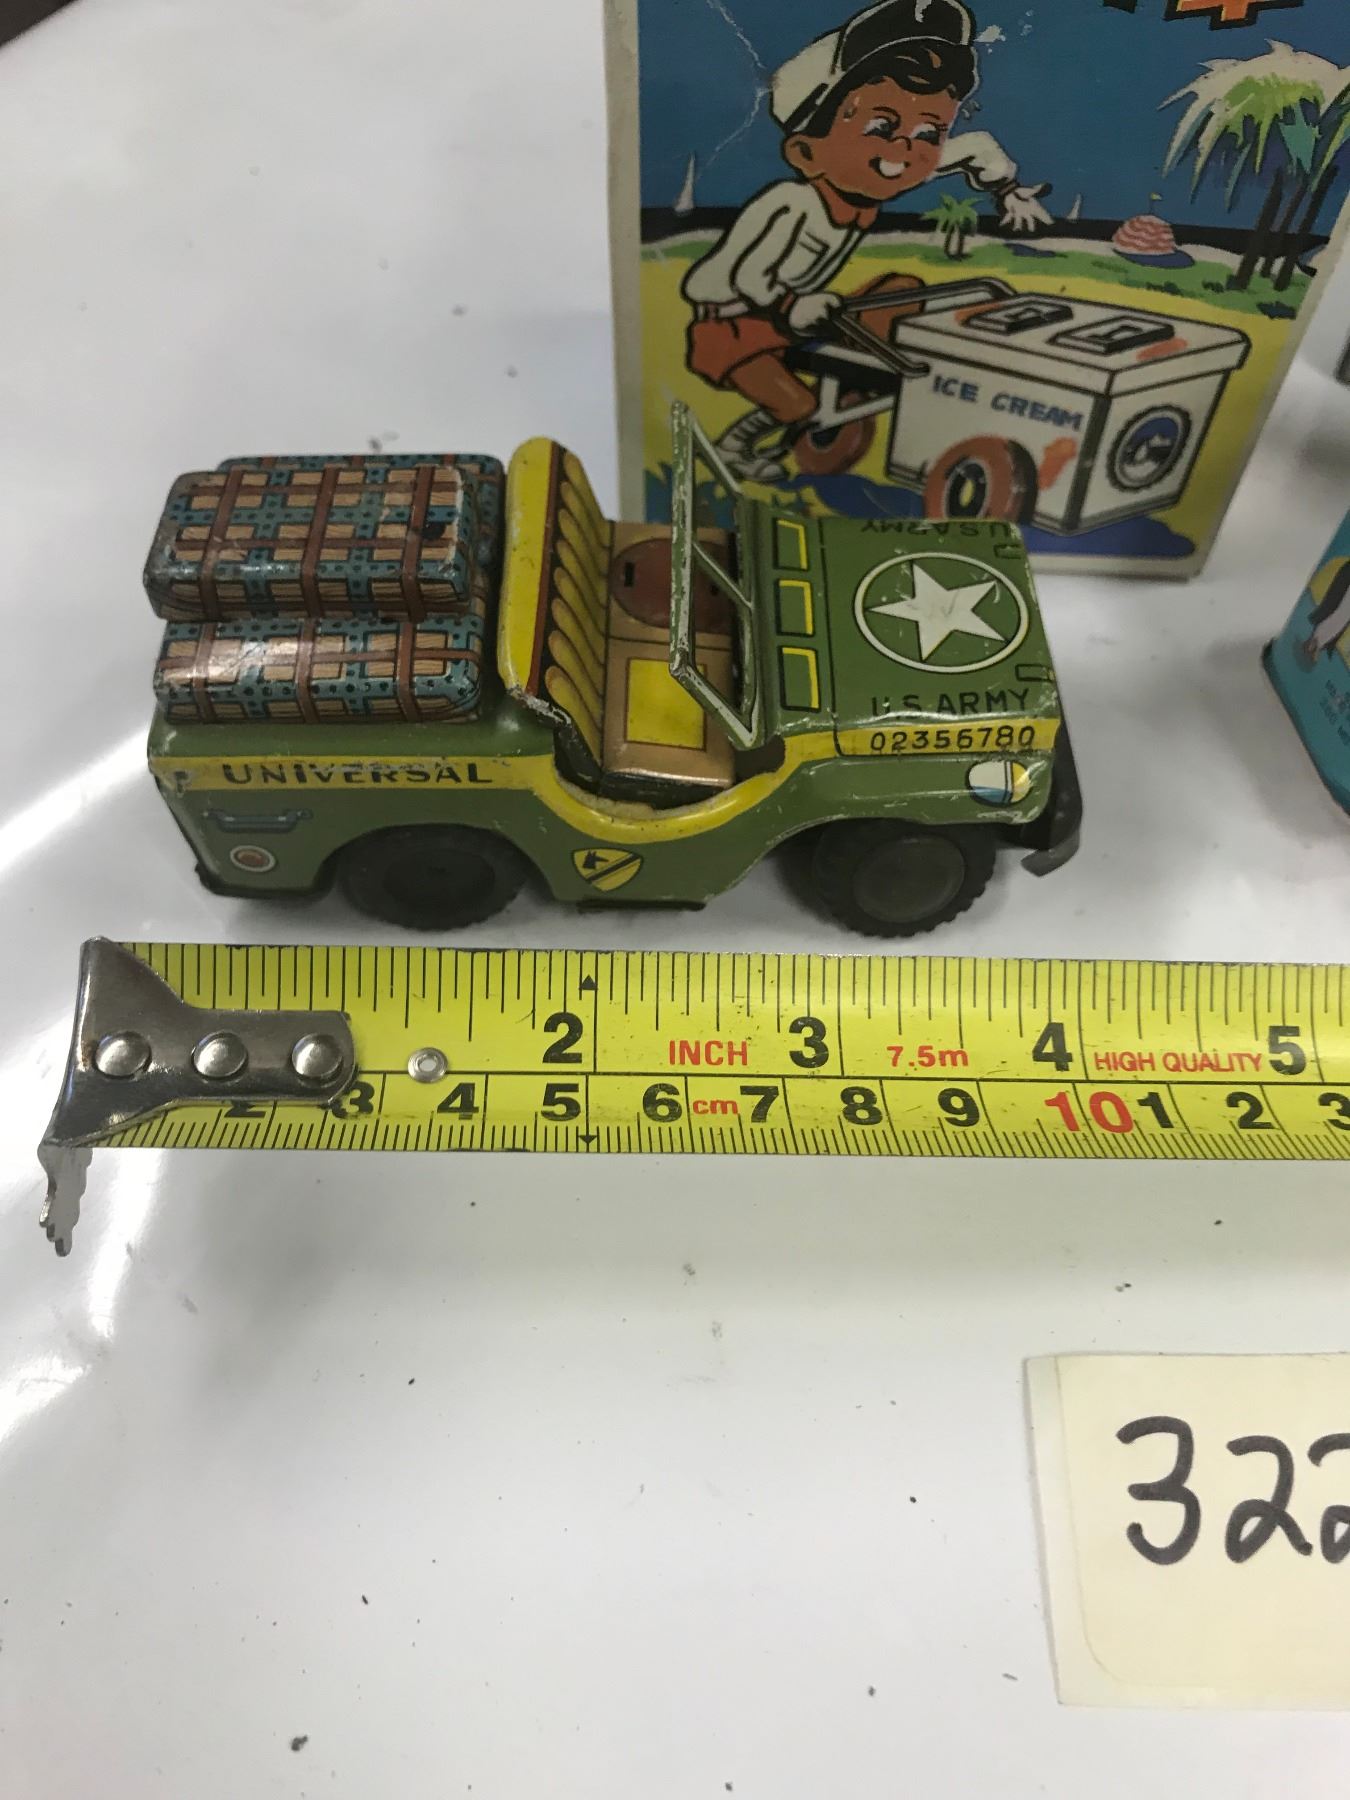 ICE CREAM
U.S ARMY
U.S ARMY
02356780
UNIVERSAL
2 INCH 3 7.5m 4 HIGH QUALITY 5
2 3 4 5 6 cm 7 8 9 10 1 2 3
322